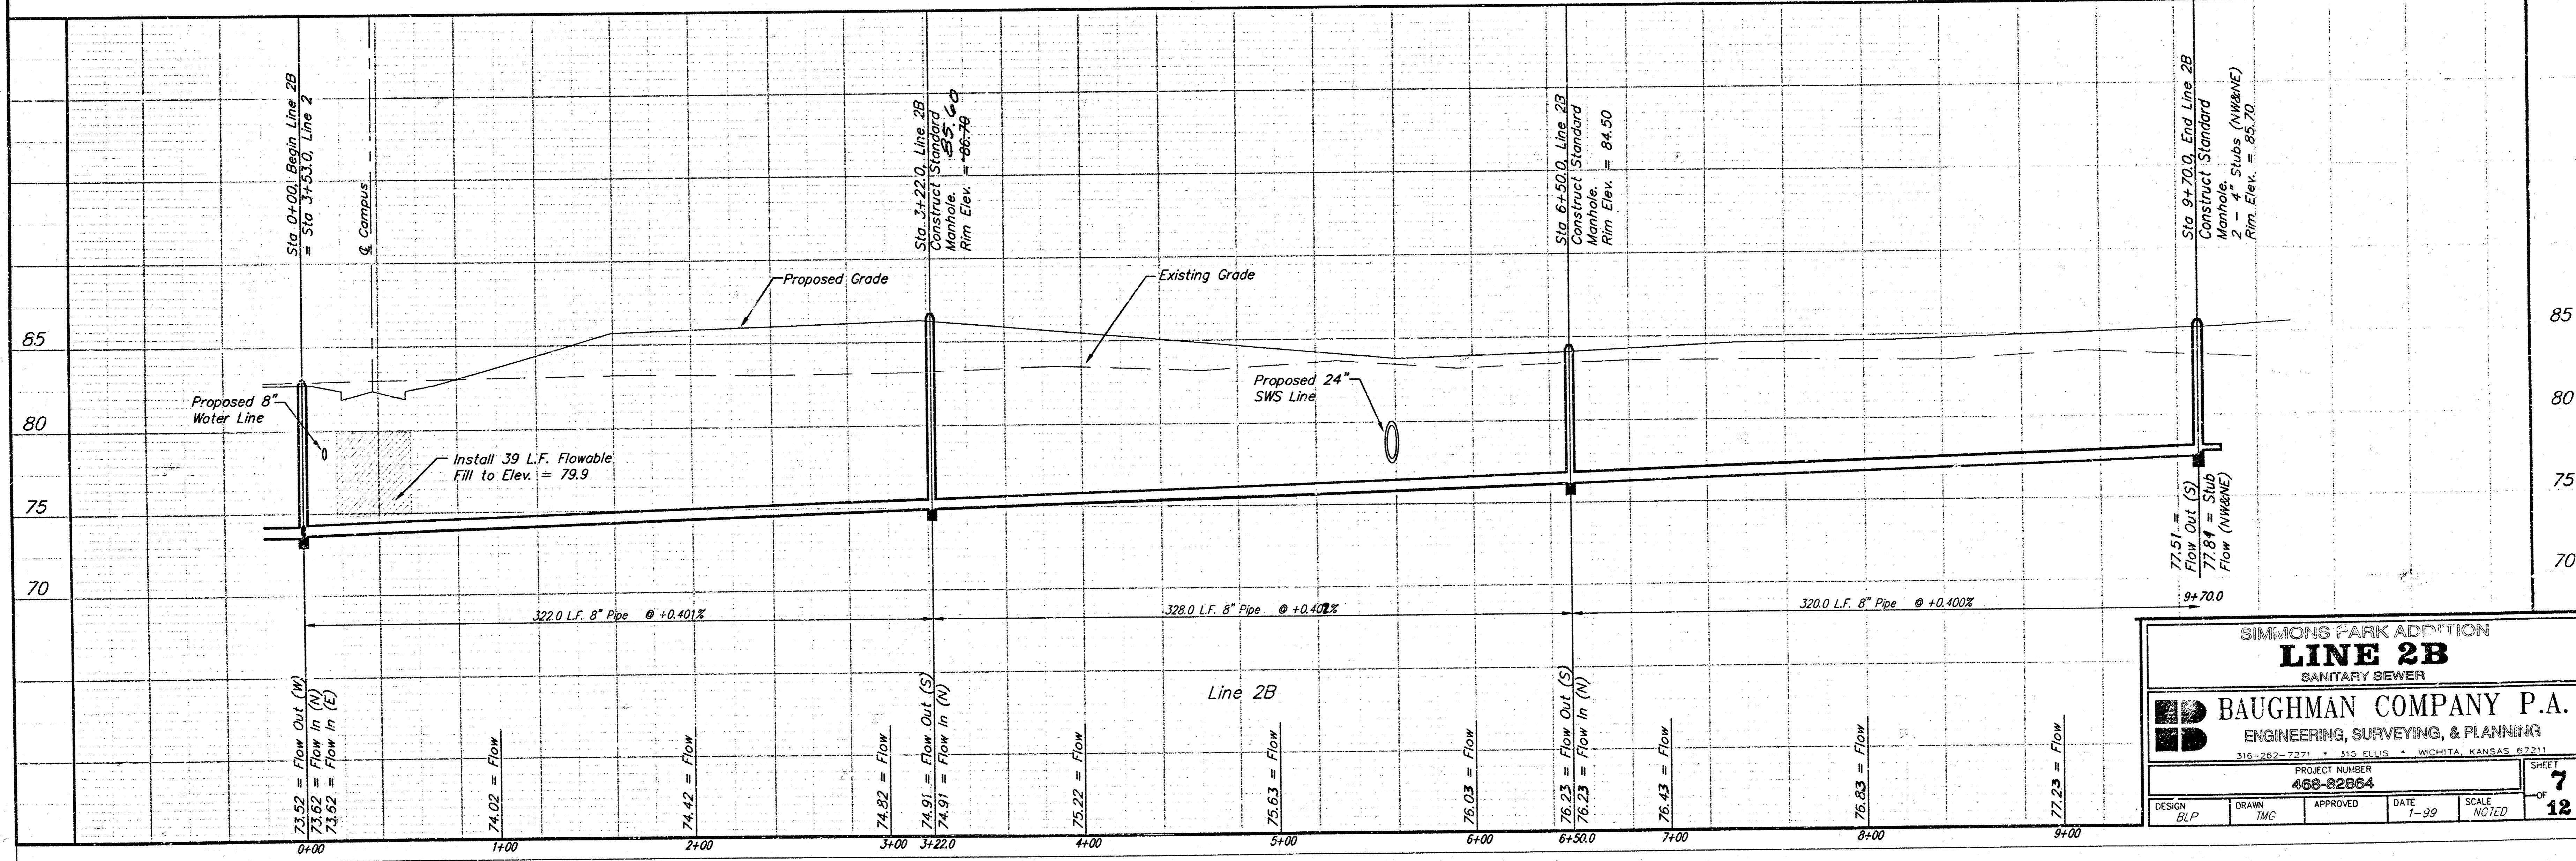 Sta 0+00, Begin Line 2B
= Sta 3+53.0, Line 2
℄ Campus
Sta 3+22.0, Line 2B
Construct Standard
Manhole. 85.60
Rim Elev. = 86.70
Sta 6+50.0, Line 2B
Construct Standard
Manhole.
Rim Elev. = 84.50
Sta 9+70.0, End Line 2B
Construct Standard
Manhole.
2 - 4" Stubs (NW&NE)
Rim Elev. = 85.70
Proposed Grade
Existing Grade
85
80
75
70
85
80
75
70
Proposed 8"
Water Line
Install 39 L.F. Flowable
Fill to Elev. = 79.9
Proposed 24"
SWS Line
77.51 =
Flow Out (S)
77.84 = Stub
Flow (NW&NE)
9+70.0
322.0 L.F. 8" Pipe @ +0.401%
328.0 L.F. 8" Pipe @ +0.402%
320.0 L.F. 8" Pipe @ +0.400%
Line 2B
73.52 = Flow Out (W)
73.62 = Flow In (N)
73.62 = Flow In (E)
74.02 = Flow
74.42 = Flow
74.82 = Flow
74.91 = Flow Out (S)
74.91 = Flow In (N)
75.22 = Flow
75.63 = Flow
76.03 = Flow
76.23 = Flow Out (S)
76.23 = Flow In (N)
76.43 = Flow
76.83 = Flow
77.23 = Flow
0+00 1+00 2+00 3+00 3+22.0 4+00 5+00 6+00 6+50.0 7+00 8+00 9+00
SIMMONS PARK ADDITION
LINE 2B
SANITARY SEWER
BAUGHMAN COMPANY P.A.
ENGINEERING, SURVEYING, & PLANNING
316-262-7271 * 315 ELLIS * WICHITA, KANSAS 67211
PROJECT NUMBER
468-82864
SHEET
7
OF
12
DESIGN
BLP
DRAWN
TMC
APPROVED
DATE
1-99
SCALE
NOTED